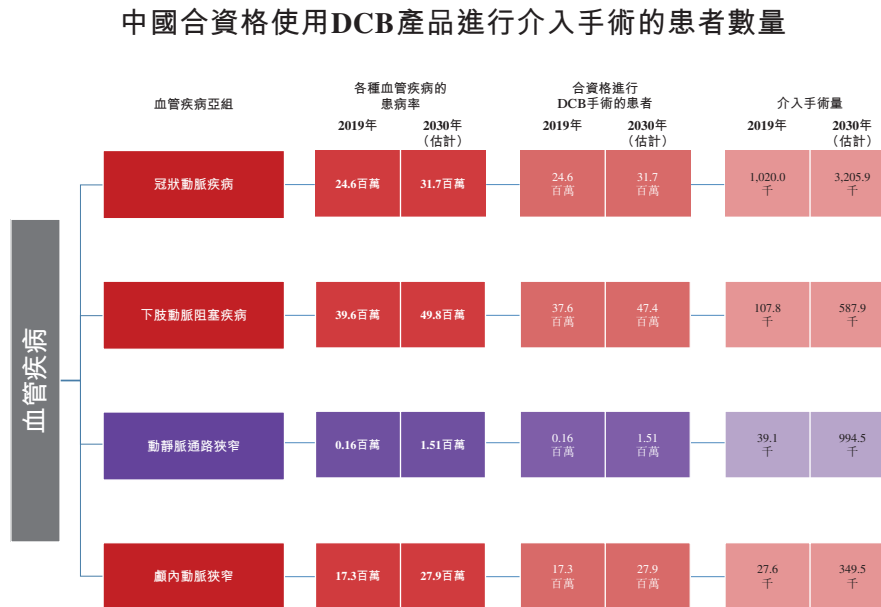 中國合資格使用DCB產品進行介入手術的患者數量
血管疾病亞組
各種血管疾病的
患病率
合資格進行
DCB手術的患者
介入手術量
2019年
2030年
(估計)
2019年
2030年
(估計)
2019年
2030年
(估計)
血管疾病
冠狀動脈疾病
24.6百萬
31.7百萬
24.6
百萬
31.7
百萬
1,020.0
千
3,205.9
千
下肢動脈阻塞疾病
39.6百萬
49.8百萬
37.6
百萬
47.4
百萬
107.8
千
587.9
千
動靜脈通路狹窄
0.16百萬
1.51百萬
0.16
百萬
1.51
百萬
39.1
千
994.5
千
顱內動脈狹窄
17.3百萬
27.9百萬
17.3
百萬
27.9
百萬
27.6
千
349.5
千